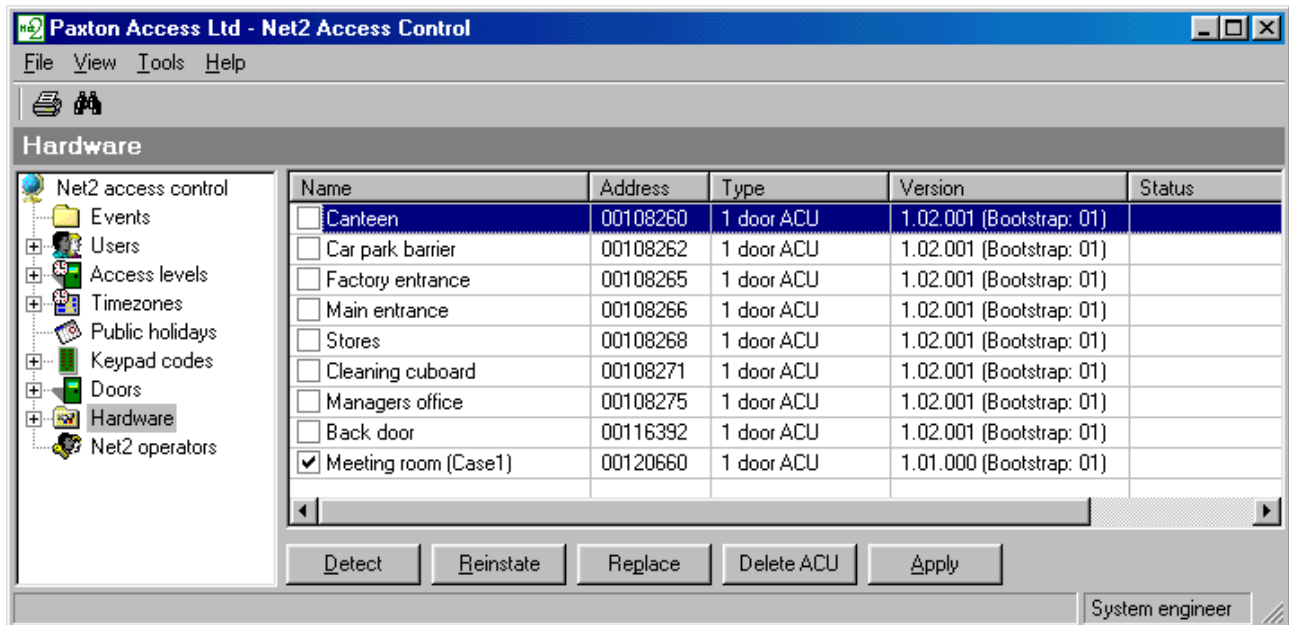 Net2 Paxton Access Ltd - Net2 Access Control
File View Tools Help
Hardware
Net2 access control
Events
Users
Access levels
Timezones
Public holidays
Keypad codes
Doors
Hardware
Net2 operators
Name Address Type Version Status
Canteen 00108260 1 door ACU 1.02.001 (Bootstrap: 01)
Car park barrier 00108262 1 door ACU 1.02.001 (Bootstrap: 01)
Factory entrance 00108265 1 door ACU 1.02.001 (Bootstrap: 01)
Main entrance 00108266 1 door ACU 1.02.001 (Bootstrap: 01)
Stores 00108268 1 door ACU 1.02.001 (Bootstrap: 01)
Cleaning cuboard 00108271 1 door ACU 1.02.001 (Bootstrap: 01)
Managers office 00108275 1 door ACU 1.02.001 (Bootstrap: 01)
Back door 00116392 1 door ACU 1.02.001 (Bootstrap: 01)
Meeting room (Case1) 00120660 1 door ACU 1.01.000 (Bootstrap: 01)
Detect Reinstate Replace Delete ACU Apply
System engineer